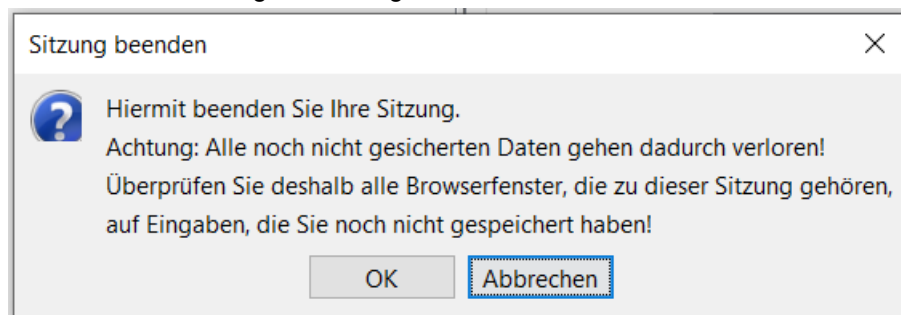 Sitzung beenden
Hiermit beenden Sie Ihre Sitzung.
Achtung: Alle noch nicht gesicherten Daten gehen dadurch verloren!
Überprüfen Sie deshalb alle Browserfenster, die zu dieser Sitzung gehören,
auf Eingaben, die Sie noch nicht gespeichert haben!
OK Abbrechen